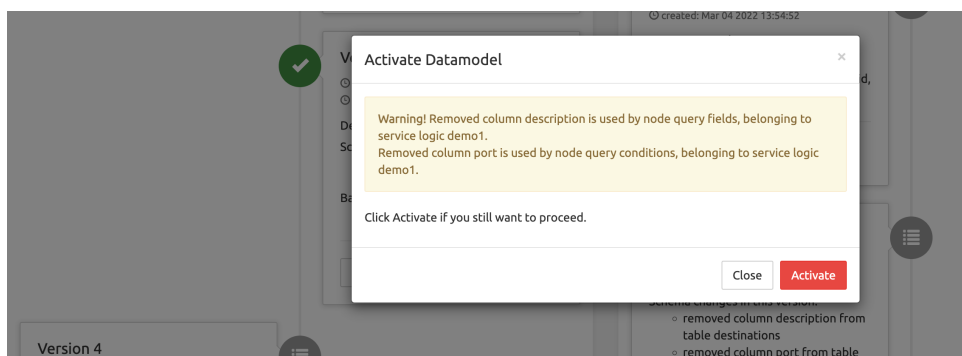 created: Mar 04 2022 13:54:52
Activate Datamodel
×
d,
Warning! Removed column description is used by node query fields, belonging to
service logic demo1.
Removed column port is used by node query conditions, belonging to service logic
demo1.
Click Activate if you still want to proceed.
Close
Activate
Schema changes in this version:
removed column description from
table destinations
removed column port from table
Version 4